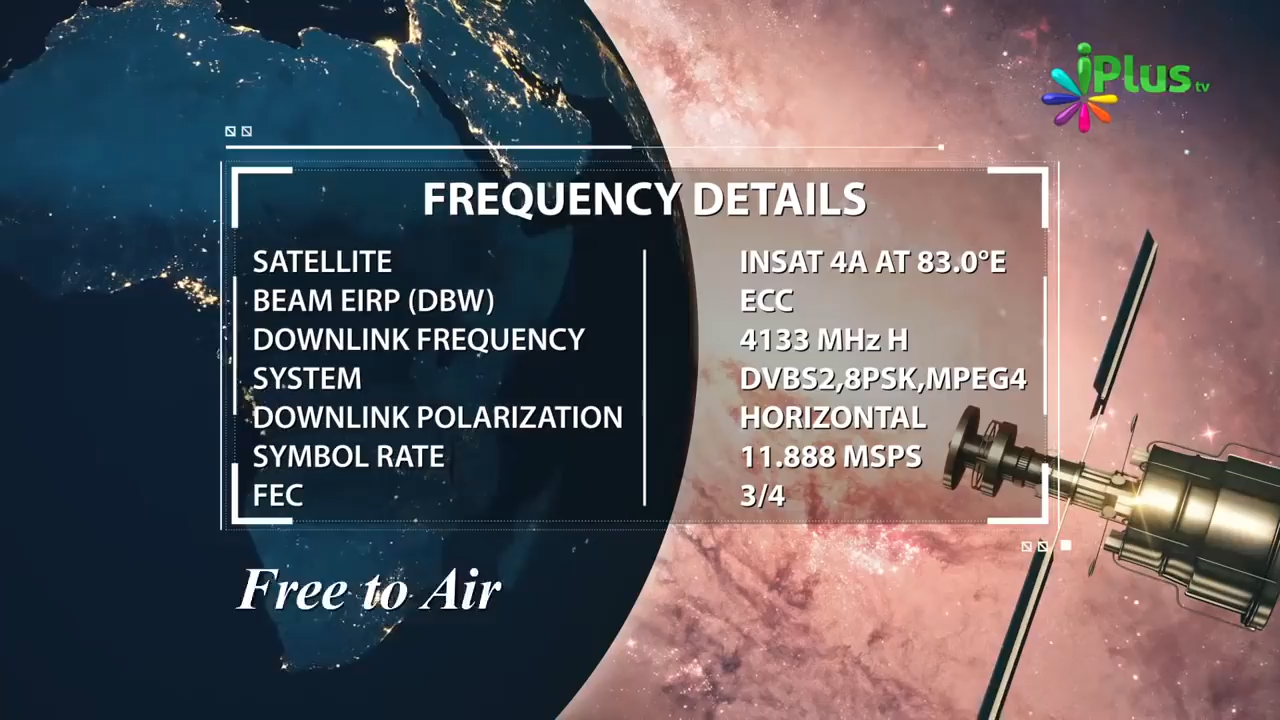 iPlus tv
FREQUENCY DETAILS
SATELLITE INSAT 4A AT 83.0°E
BEAM EIRP (DBW) ECC
DOWNLINK FREQUENCY 4133 MHz H
SYSTEM DVBS2,8PSK,MPEG4
DOWNLINK POLARIZATION HORIZONTAL
SYMBOL RATE 11.888 MSPS
FEC 3/4
Free to Air